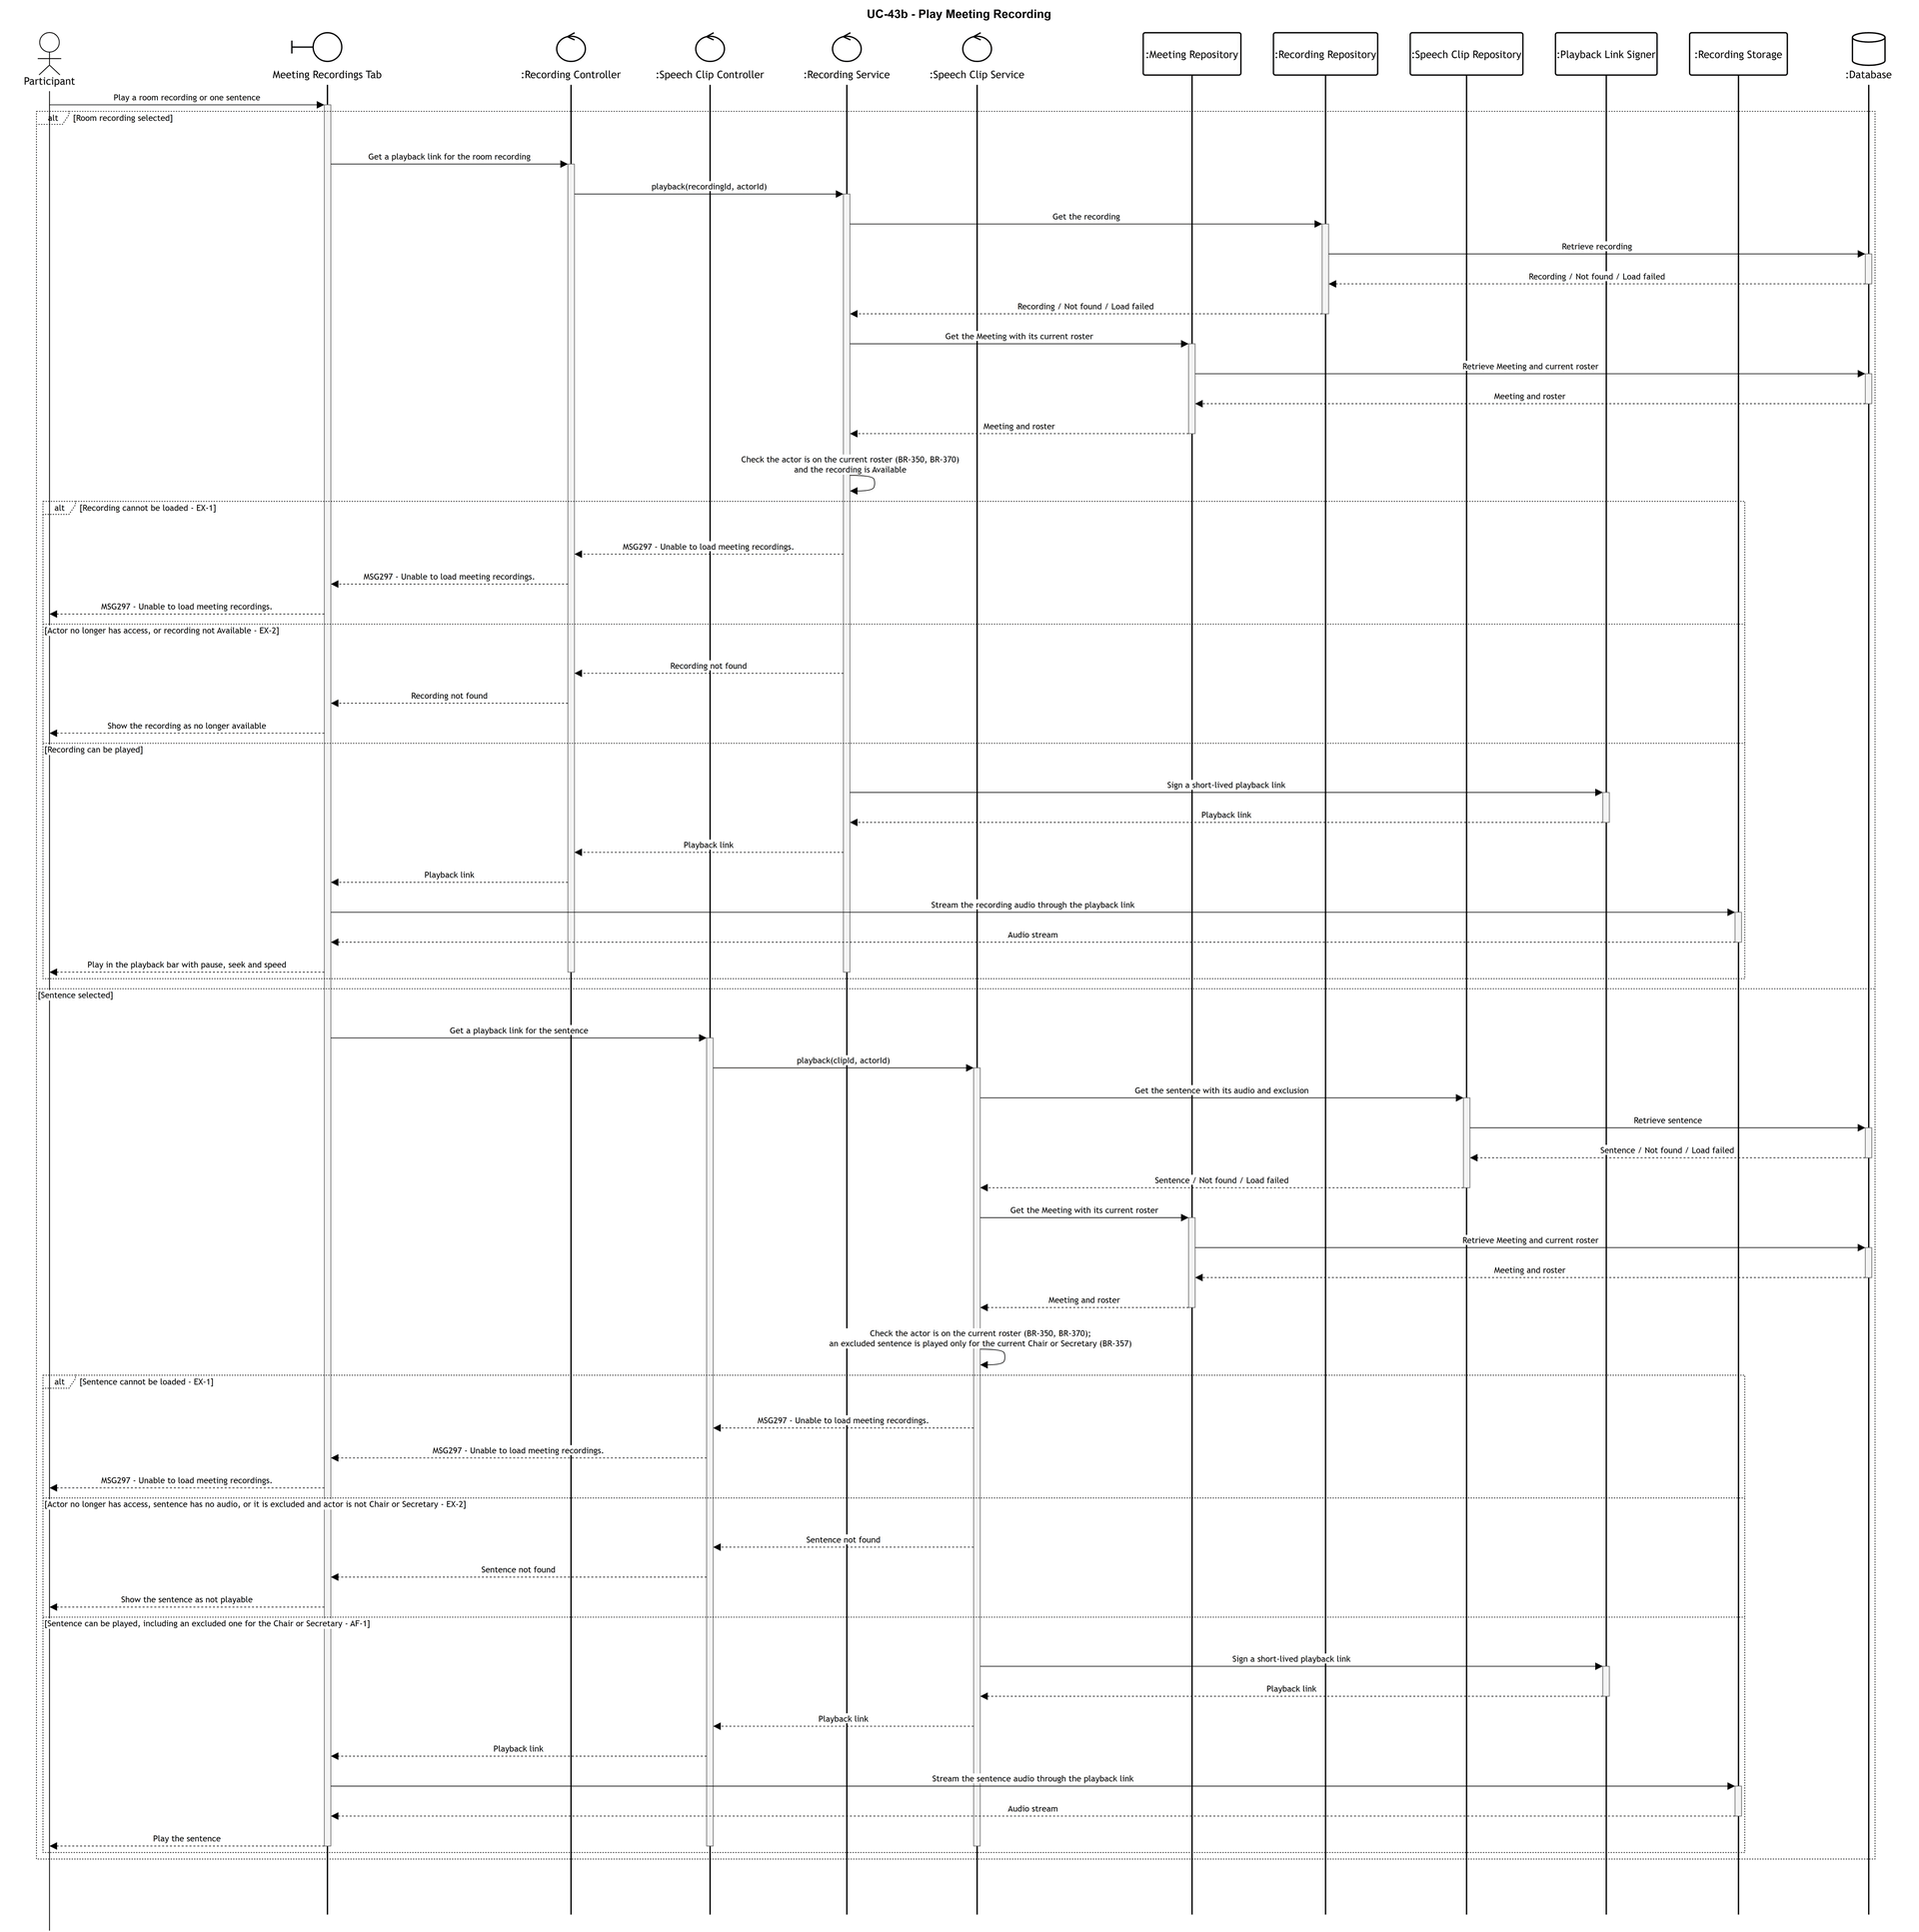 UC-43b - Play Meeting Recording
Participant
Meeting Recordings Tab
:Recording Controller
:Speech Clip Controller
:Recording Service
:Speech Clip Service
:Meeting Repository
:Recording Repository
:Speech Clip Repository
:Playback Link Signer
:Recording Storage
:Database
Play a room recording or one sentence
alt
[Room recording selected]
Get a playback link for the room recording
playback(recordingId, actorId)
Get the recording
Retrieve recording
Recording / Not found / Load failed
Recording / Not found / Load failed
Get the Meeting with its current roster
Retrieve Meeting and current roster
Meeting and roster
Meeting and roster
Check the actor is on the current roster (BR-350, BR-370)
and the recording is Available
alt
[Recording cannot be loaded - EX-1]
MSG297 - Unable to load meeting recordings.
MSG297 - Unable to load meeting recordings.
MSG297 - Unable to load meeting recordings.
[Actor no longer has access, or recording not Available - EX-2]
Recording not found
Recording not found
Show the recording as no longer available
[Recording can be played]
Sign a short-lived playback link
Playback link
Playback link
Playback link
Stream the recording audio through the playback link
Audio stream
Play in the playback bar with pause, seek and speed
[Sentence selected]
Get a playback link for the sentence
playback(clipId, actorId)
Get the sentence with its audio and exclusion
Retrieve sentence
Sentence / Not found / Load failed
Sentence / Not found / Load failed
Get the Meeting with its current roster
Retrieve Meeting and current roster
Meeting and roster
Meeting and roster
Check the actor is on the current roster (BR-350, BR-370);
an excluded sentence is played only for the current Chair or Secretary (BR-357)
alt
[Sentence cannot be loaded - EX-1]
MSG297 - Unable to load meeting recordings.
MSG297 - Unable to load meeting recordings.
MSG297 - Unable to load meeting recordings.
[Actor no longer has access, sentence has no audio, or it is excluded and actor is not Chair or Secretary - EX-2]
Sentence not found
Sentence not found
Show the sentence as not playable
[Sentence can be played, including an excluded one for the Chair or Secretary - AF-1]
Sign a short-lived playback link
Playback link
Playback link
Playback link
Stream the sentence audio through the playback link
Audio stream
Play the sentence